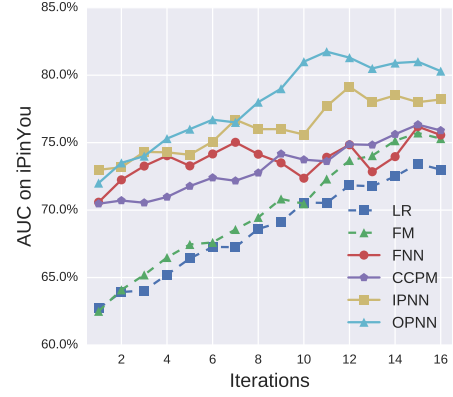 85.0%
80.0%
75.0%
70.0%
65.0%
60.0%
AUC on iPinYou
2 4 6 8 10 12 14 16
Iterations
LR
FM
FNN
CCPM
IPNN
OPNN